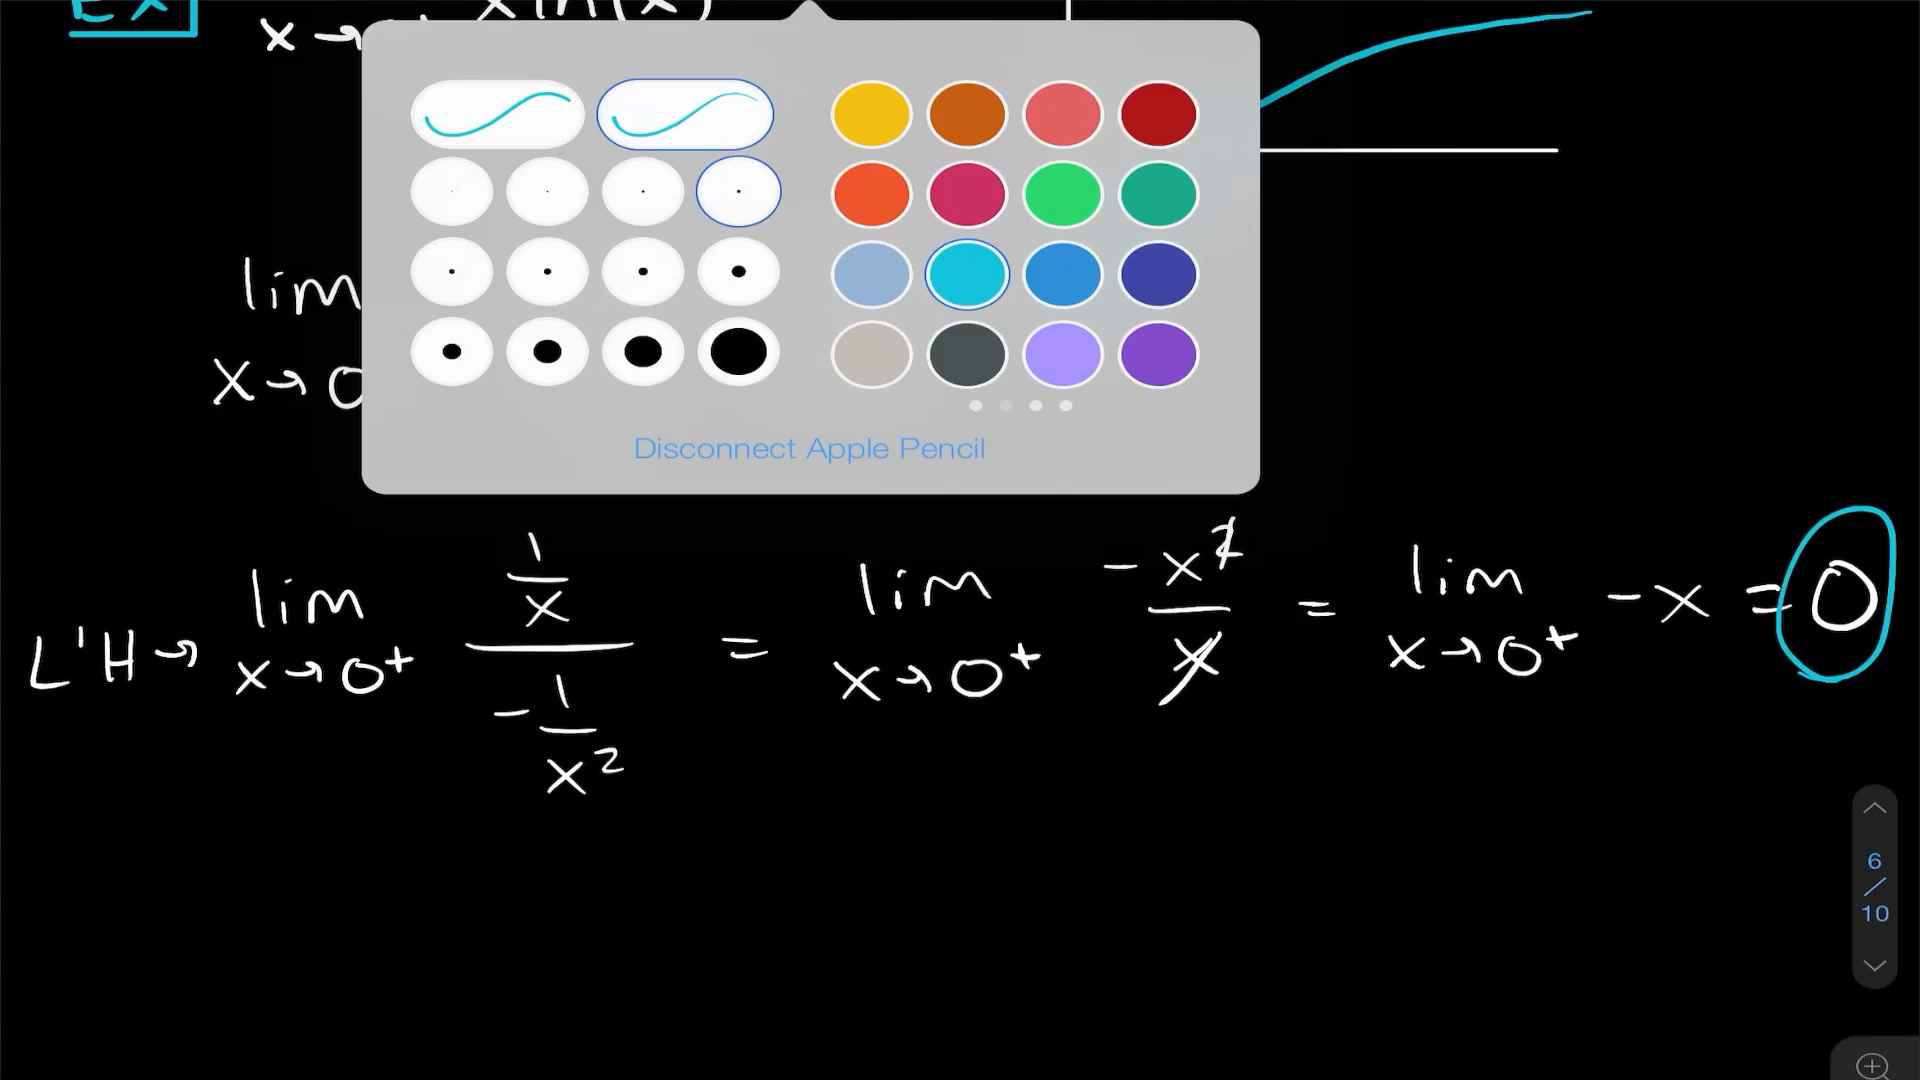 EX
x→ x ln(x)
lim
x→0
Disconnect Apple Pencil
L'H → lim x→0⁺ (1/x)/(-1/x²) = lim x→0⁺ -x²/x = lim x→0⁺ -x = 0
6
/
10